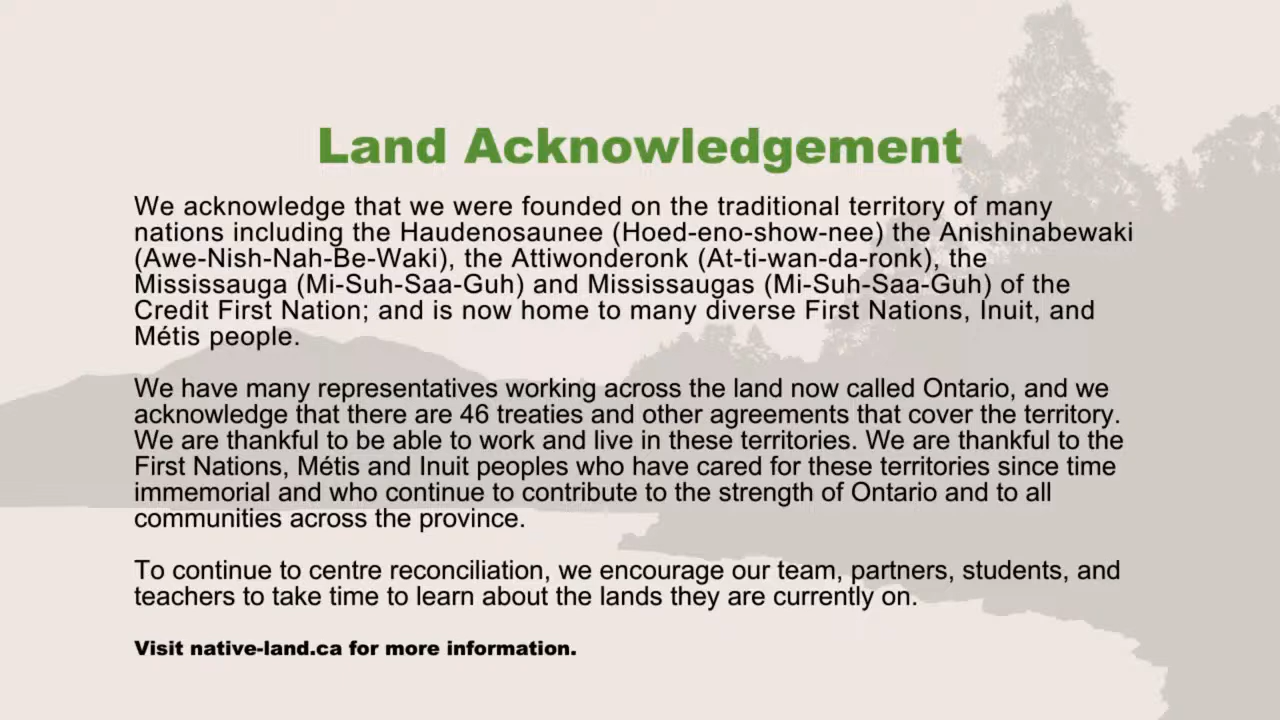 Land Acknowledgement
We acknowledge that we were founded on the traditional territory of many
nations including the Haudenosaunee (Hoed-eno-show-nee) the Anishinabewaki
(Awe-Nish-Nah-Be-Waki), the Attiwonderonk (At-ti-wan-da-ronk), the
Mississauga (Mi-Suh-Saa-Guh) and Mississaugas (Mi-Suh-Saa-Guh) of the
Credit First Nation; and is now home to many diverse First Nations, Inuit, and
Métis people.
We have many representatives working across the land now called Ontario, and we
acknowledge that there are 46 treaties and other agreements that cover the territory.
We are thankful to be able to work and live in these territories. We are thankful to the
First Nations, Métis and Inuit peoples who have cared for these territories since time
immemorial and who continue to contribute to the strength of Ontario and to all
communities across the province.
To continue to centre reconciliation, we encourage our team, partners, students, and
teachers to take time to learn about the lands they are currently on.
Visit native-land.ca for more information.